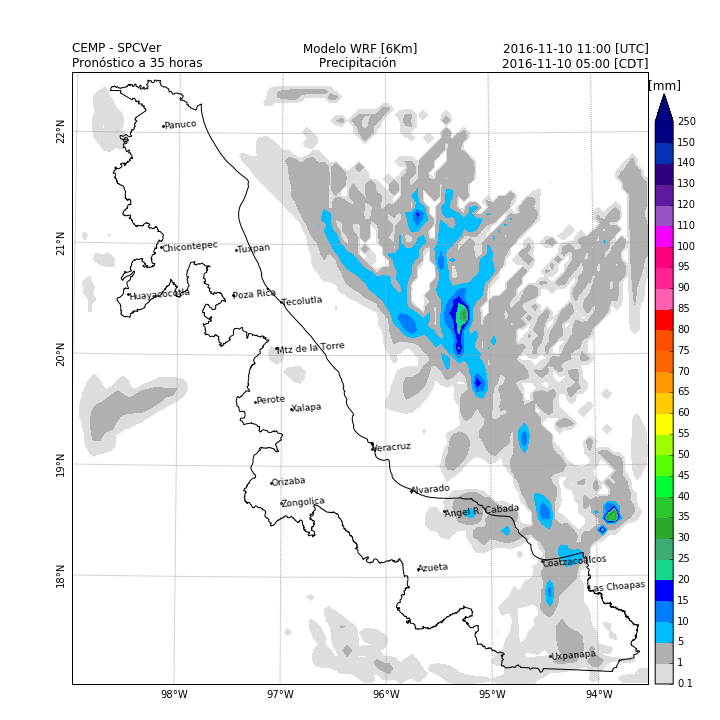 CEMP - SPCVer Modelo WRF [6Km] 2016-11-10 11:00 [UTC]
Pronóstico a 35 horas Precipitación 2016-11-10 05:00 [CDT]
[mm]
250
150
140
130
120
110
100
95
90
85
80
75
70
65
60
55
50
45
40
35
30
25
20
15
10
5
1
0.1
22°N
21°N
20°N
19°N
18°N
Panuco
Chicontepec
Tuxpan
Huayacocotla
Poza Rica
Tecolutla
Mtz de la Torre
Perote
Xalapa
Veracruz
Orizaba
Alvarado
Zongolica
Angel R. Cabada
Azueta
Coatzacoalcos
Las Choapas
Uxpanapa
98°W 97°W 96°W 95°W 94°W